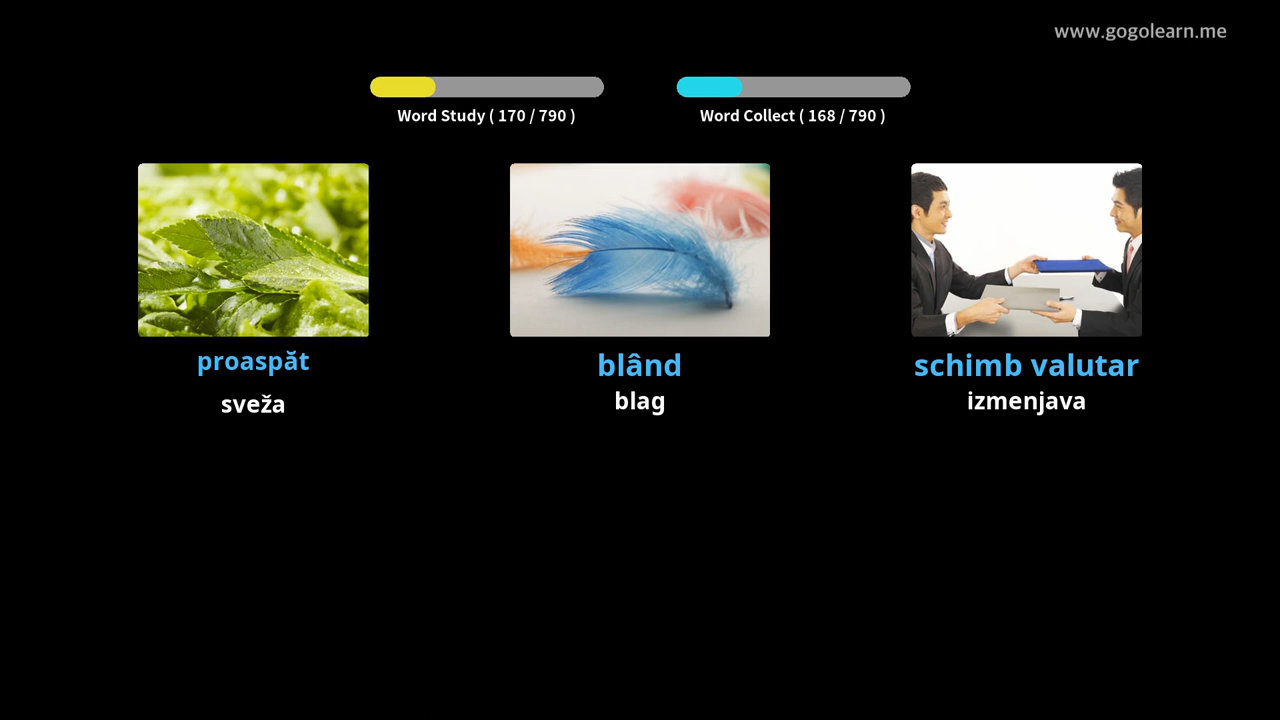 www.gogolearn.me
Word Study ( 170 / 790 )
Word Collect ( 168 / 790 )
proaspăt
sveža
blând
blag
schimb valutar
izmenjava